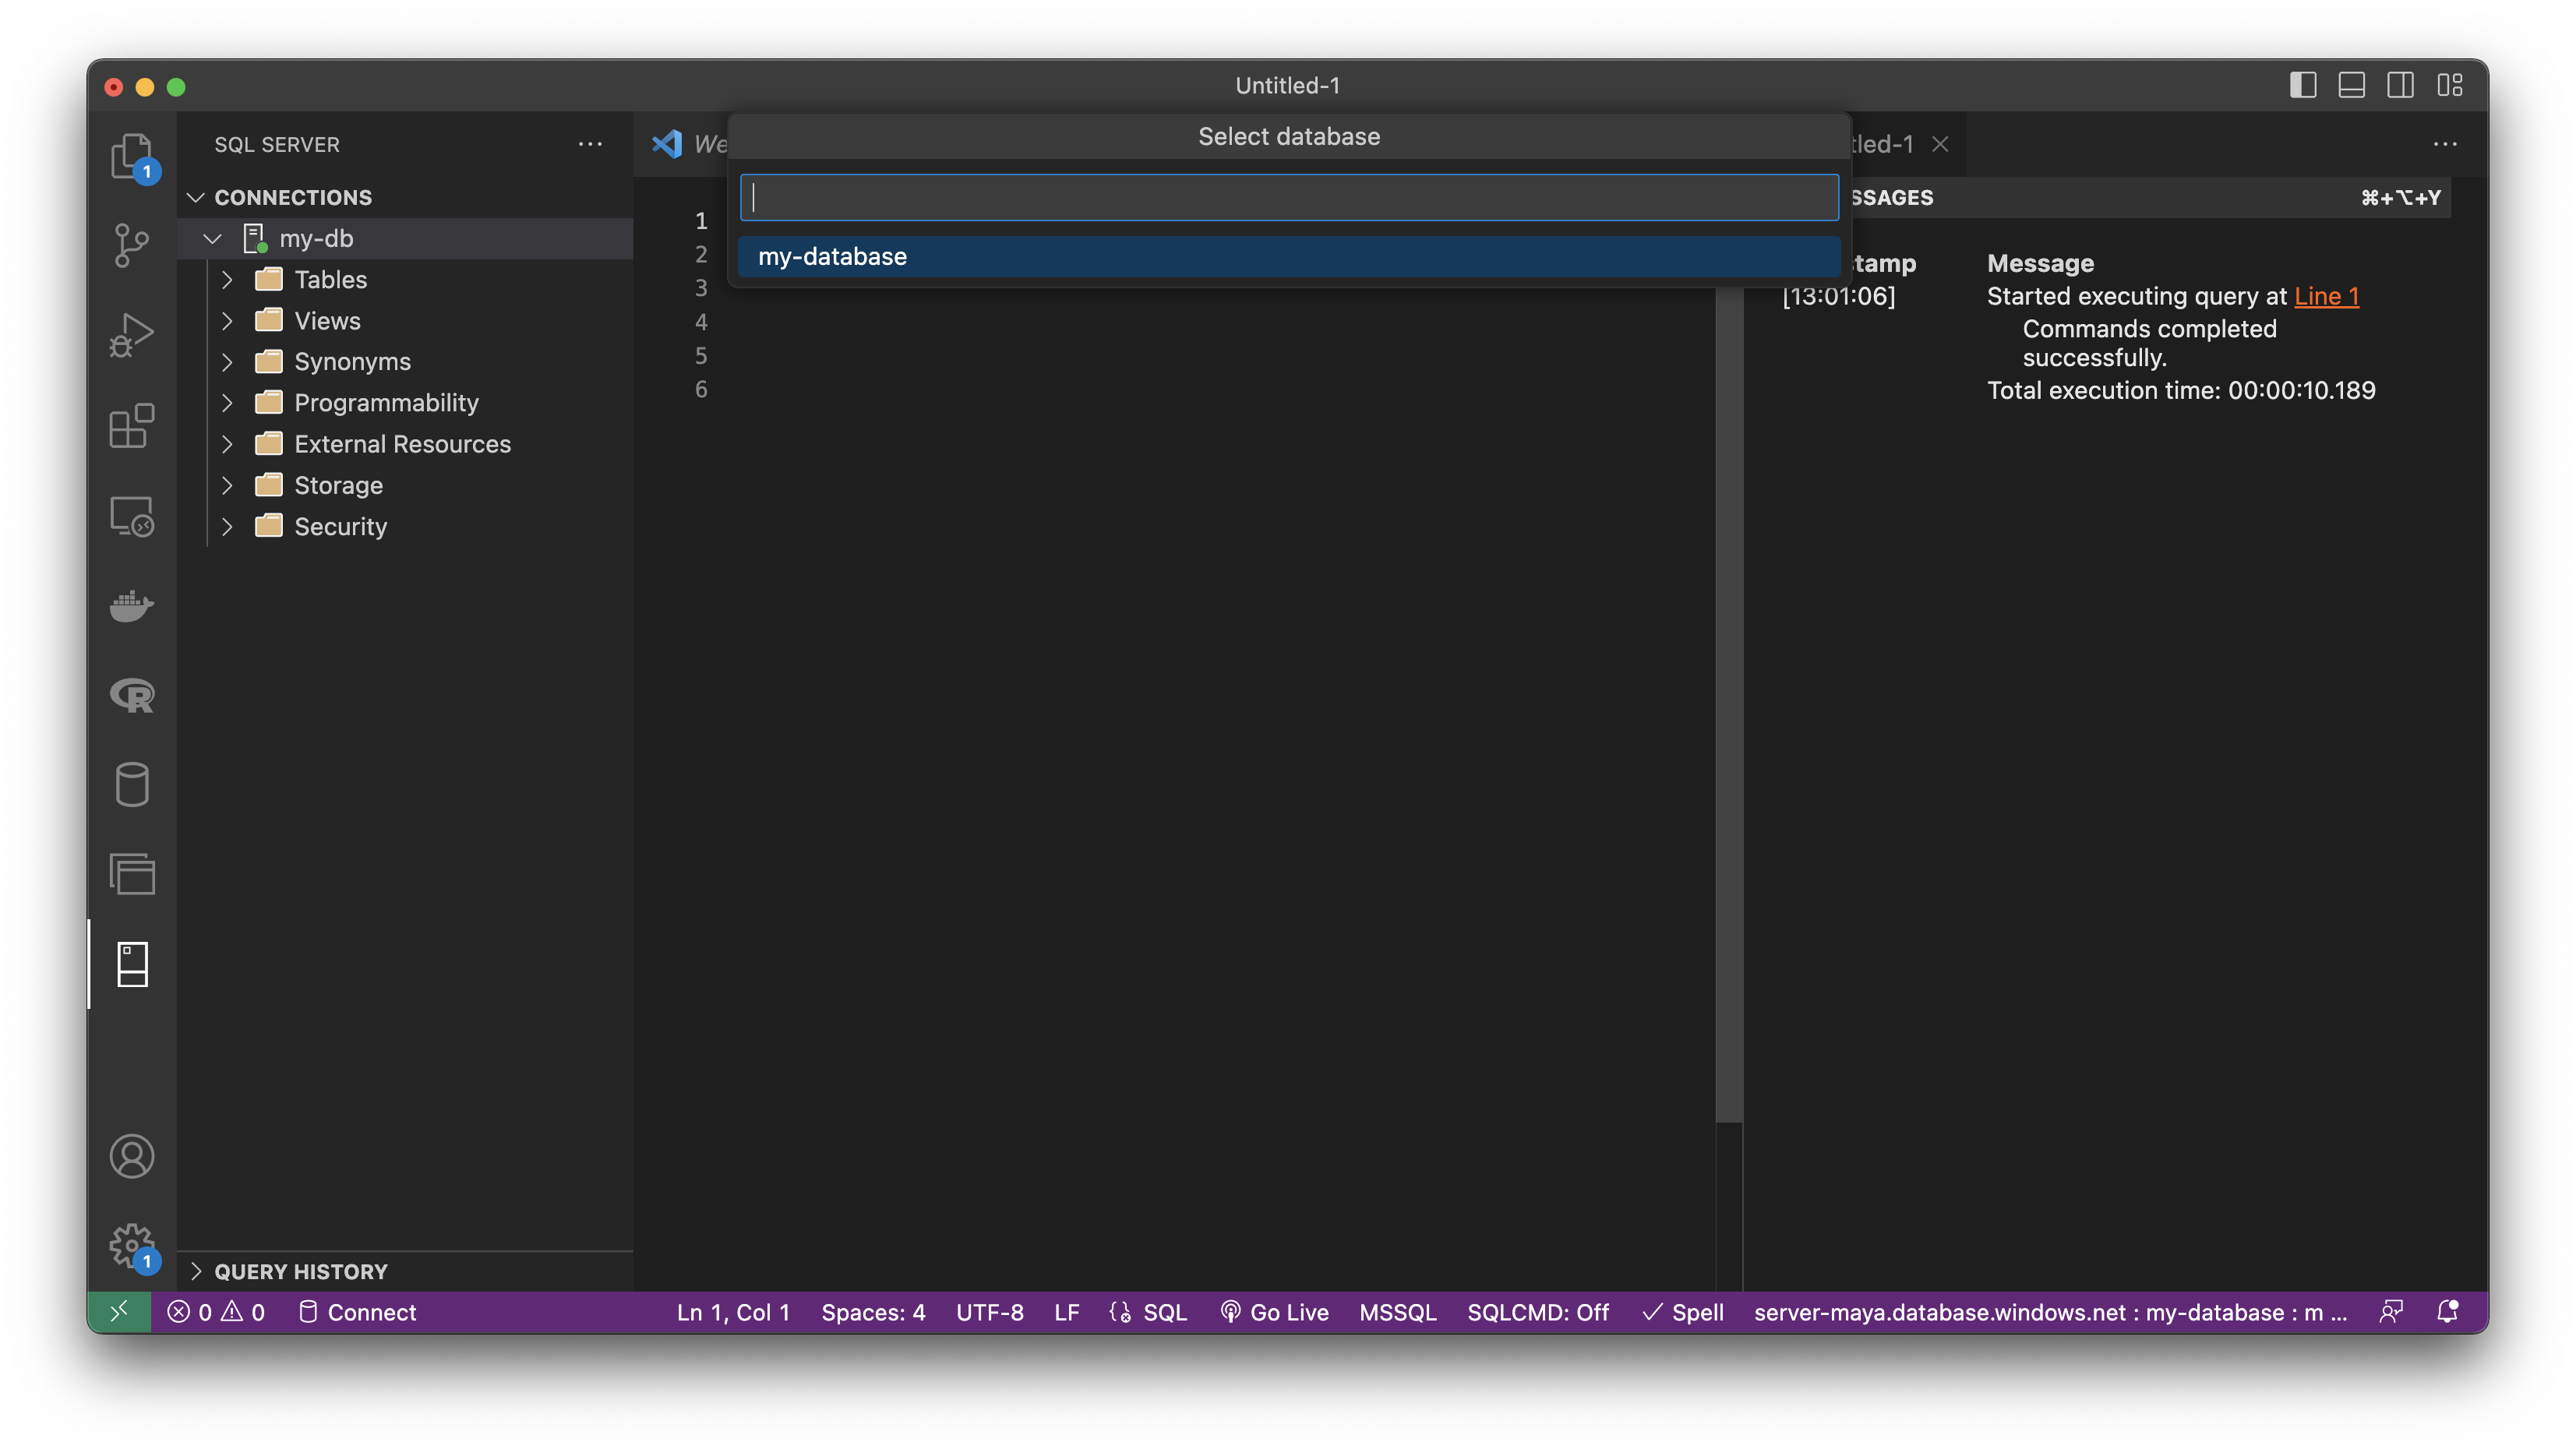 Untitled-1
SQL SERVER
We
Select database
tled-1
1
CONNECTIONS
SSAGES
⌘+⌥+Y
my-db
my-database
Tables
Views
Synonyms
Programmability
External Resources
Storage
Security
1
2
3
4
5
6
stamp
Message
[13:01:06]
Started executing query at Line 1
Commands completed
successfully.
Total execution time: 00:00:10.189
1
QUERY HISTORY
0 0 Connect
Ln 1, Col 1 Spaces: 4 UTF-8 LF SQL Go Live MSSQL SQLCMD: Off Spell server-maya.database.windows.net : my-database : m ...